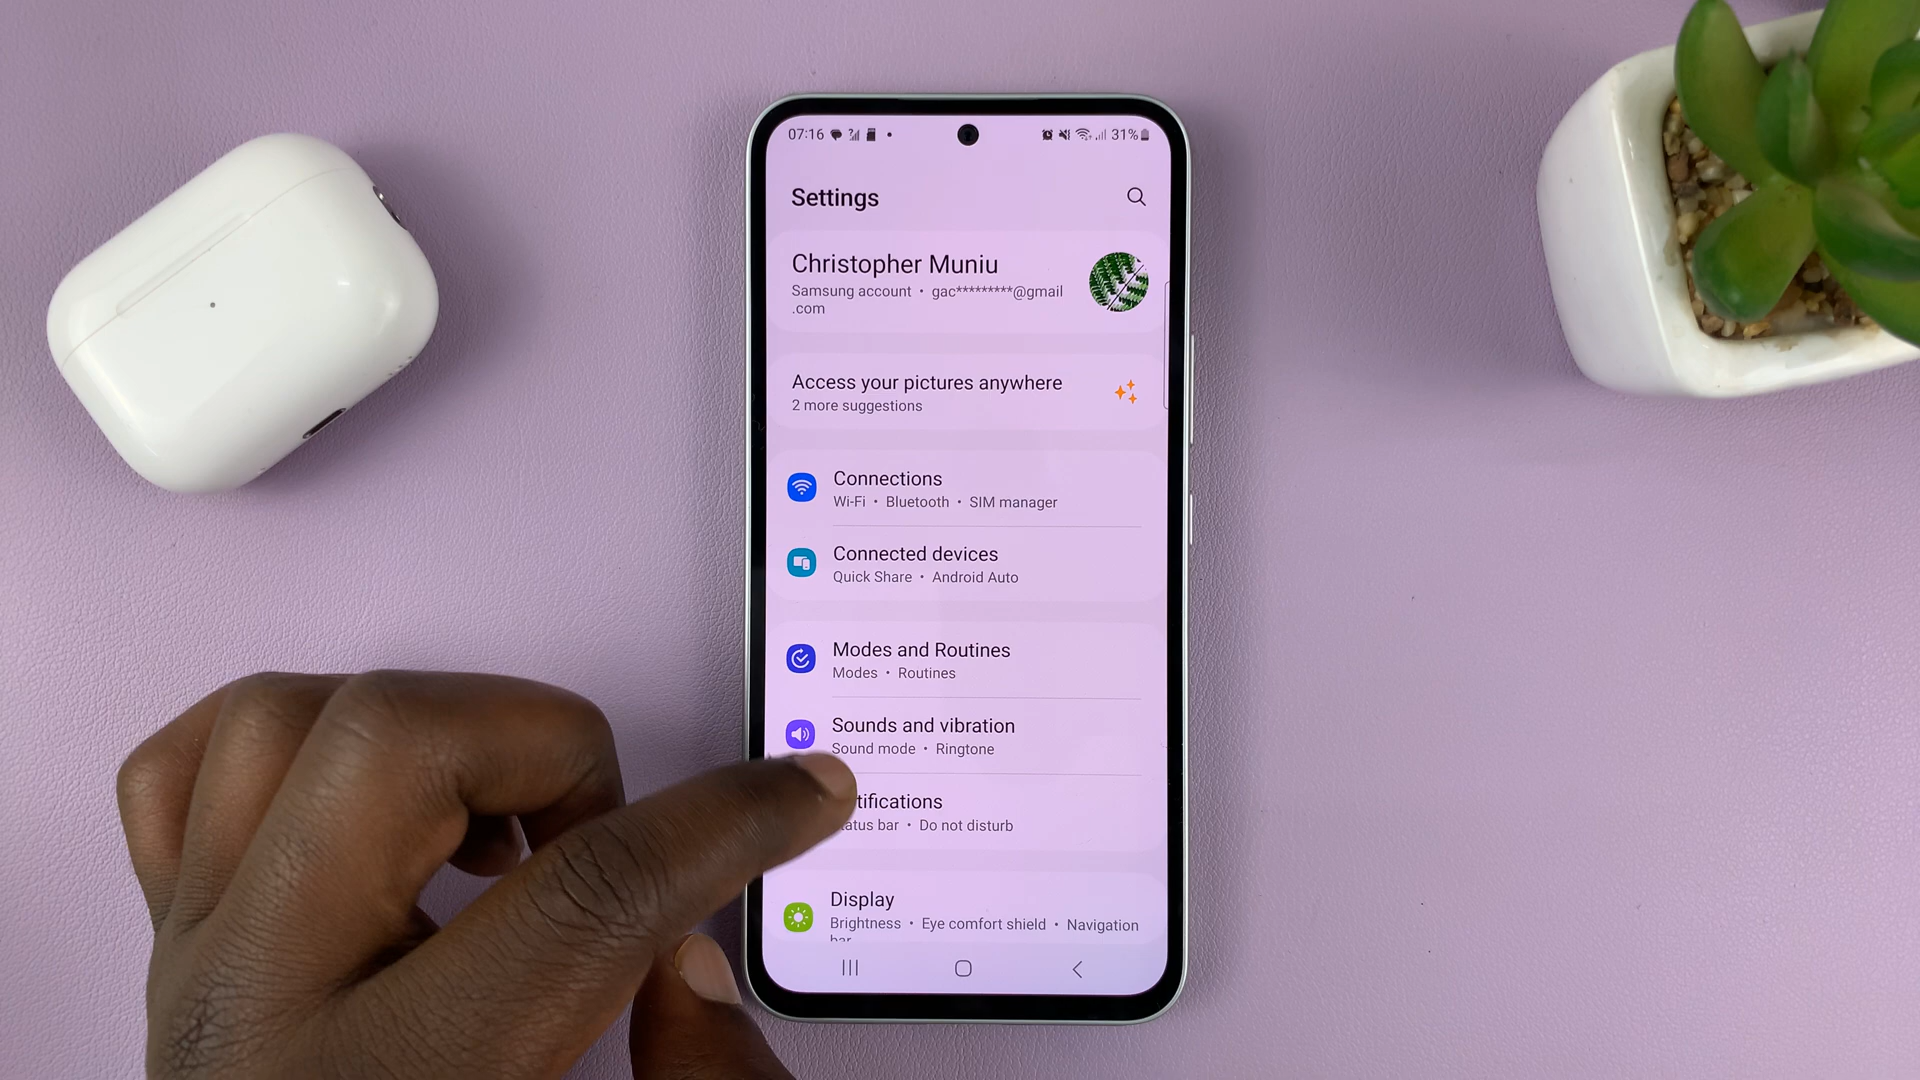 07:16 31%
Settings
Christopher Muniu
Samsung account • gac*********@gmail
.com
Access your pictures anywhere
2 more suggestions
Connections
Wi-Fi • Bluetooth • SIM manager
Connected devices
Quick Share • Android Auto
Modes and Routines
Modes • Routines
Sounds and vibration
Sound mode • Ringtone
tifications
atus bar • Do not disturb
Display
Brightness • Eye comfort shield • Navigation
bar